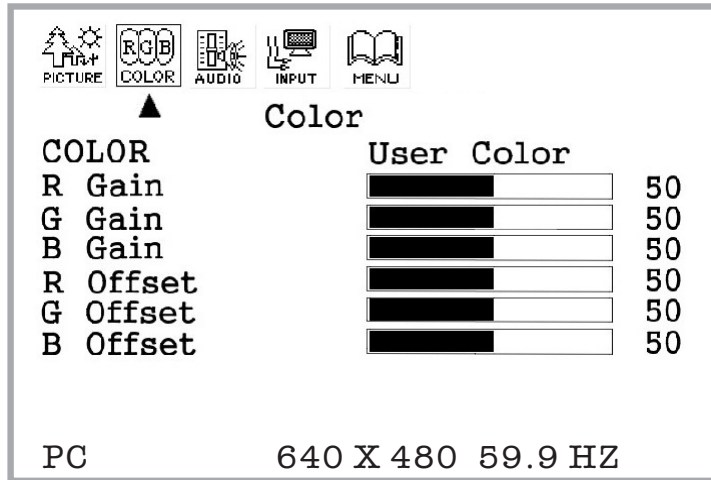 RGB
PICTURE COLOR AUDIO INPUT MENU
Color
COLOR User Color
R Gain 50
G Gain 50
B Gain 50
R Offset 50
G Offset 50
B Offset 50
PC 640 X 480 59.9 HZ